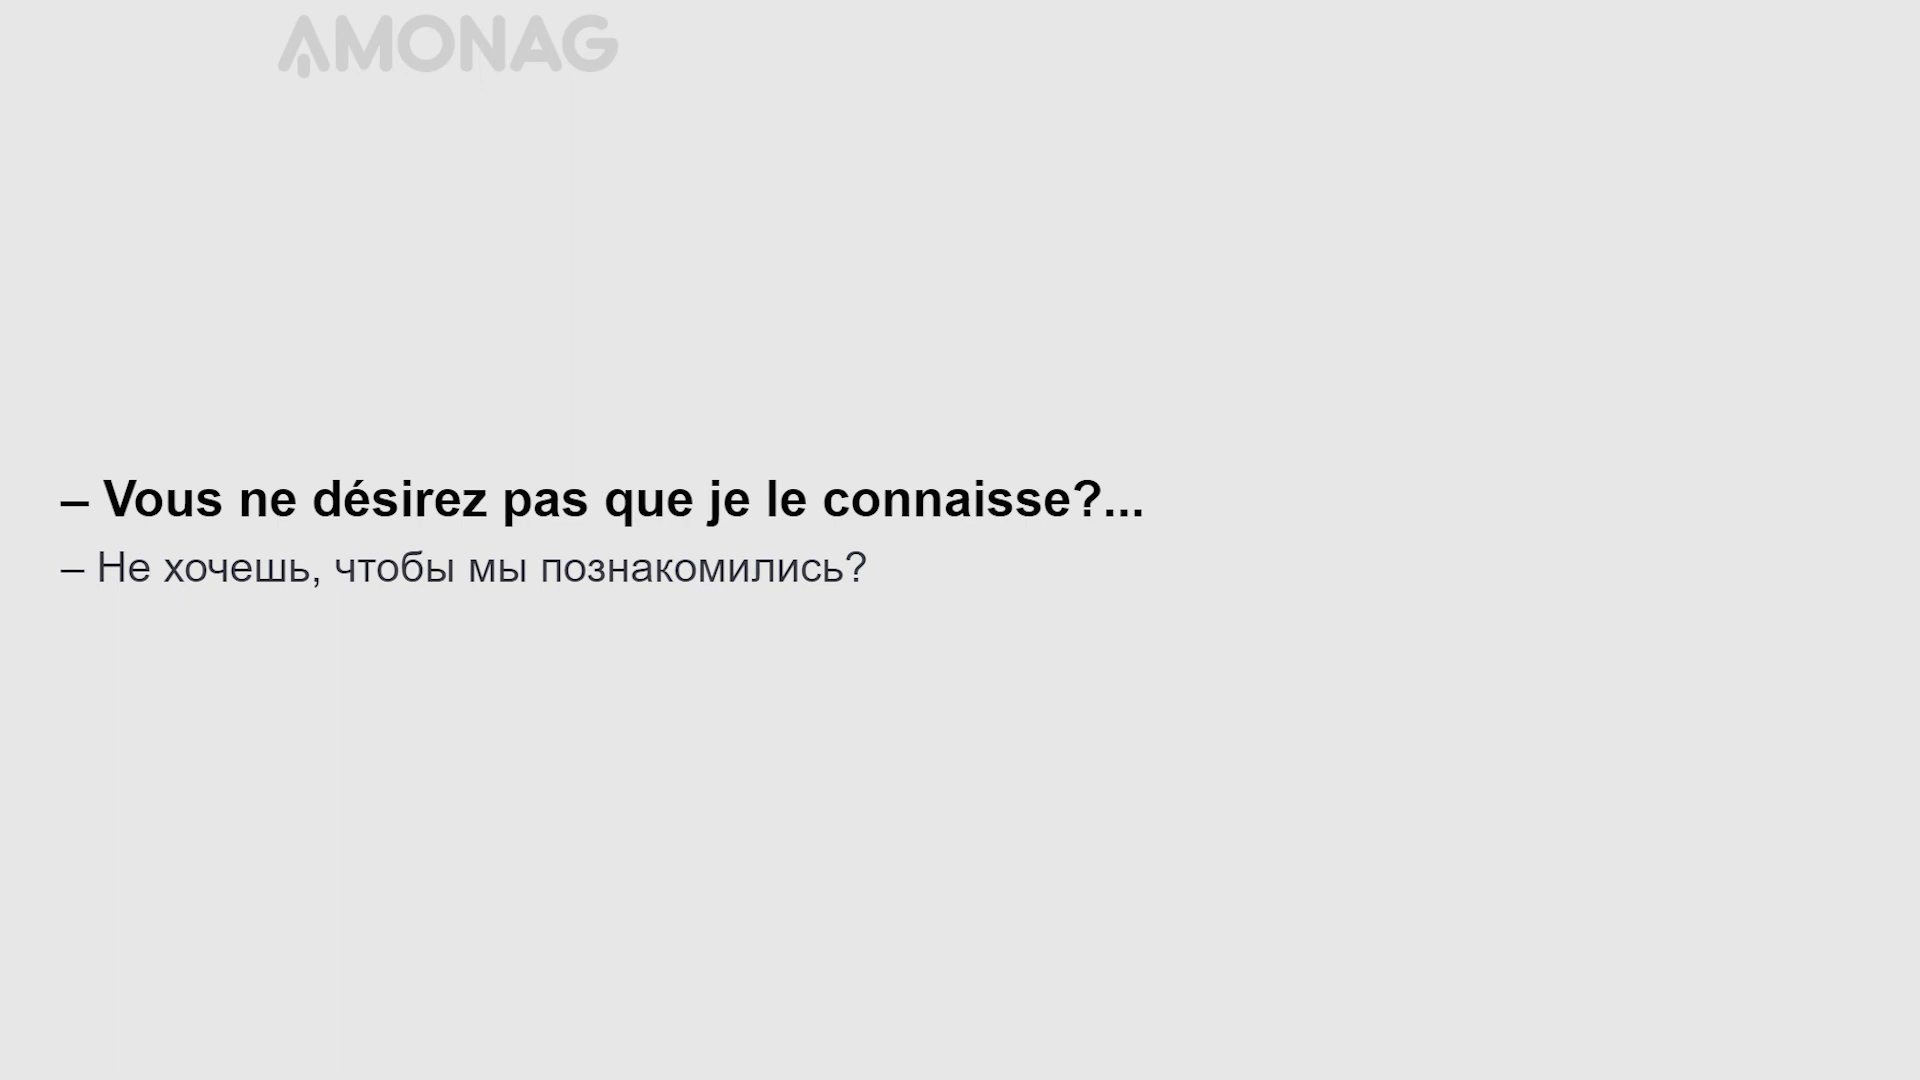 AMONAG
– Vous ne désirez pas que je le connaisse?...
– Не хочешь, чтобы мы познакомились?